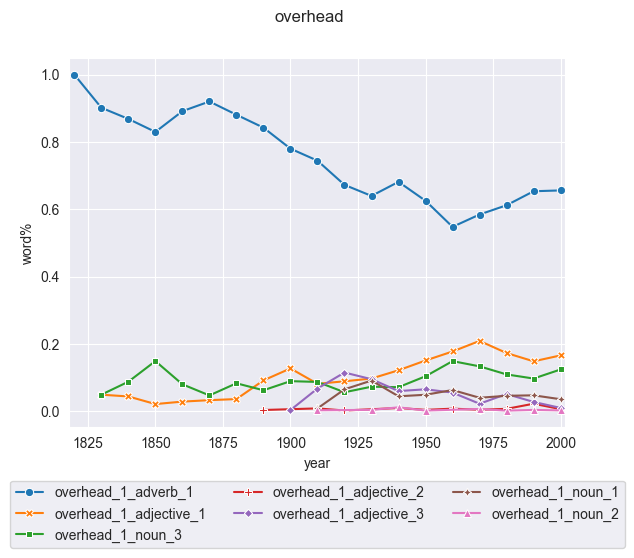 overhead
1.0
0.8
0.6
0.4
0.2
0.0
word%
1825 1850 1875 1900 1925 1950 1975 2000
year
overhead_1_adverb_1 overhead_1_adjective_2 overhead_1_noun_1
overhead_1_adjective_1 overhead_1_adjective_3 overhead_1_noun_2
overhead_1_noun_3